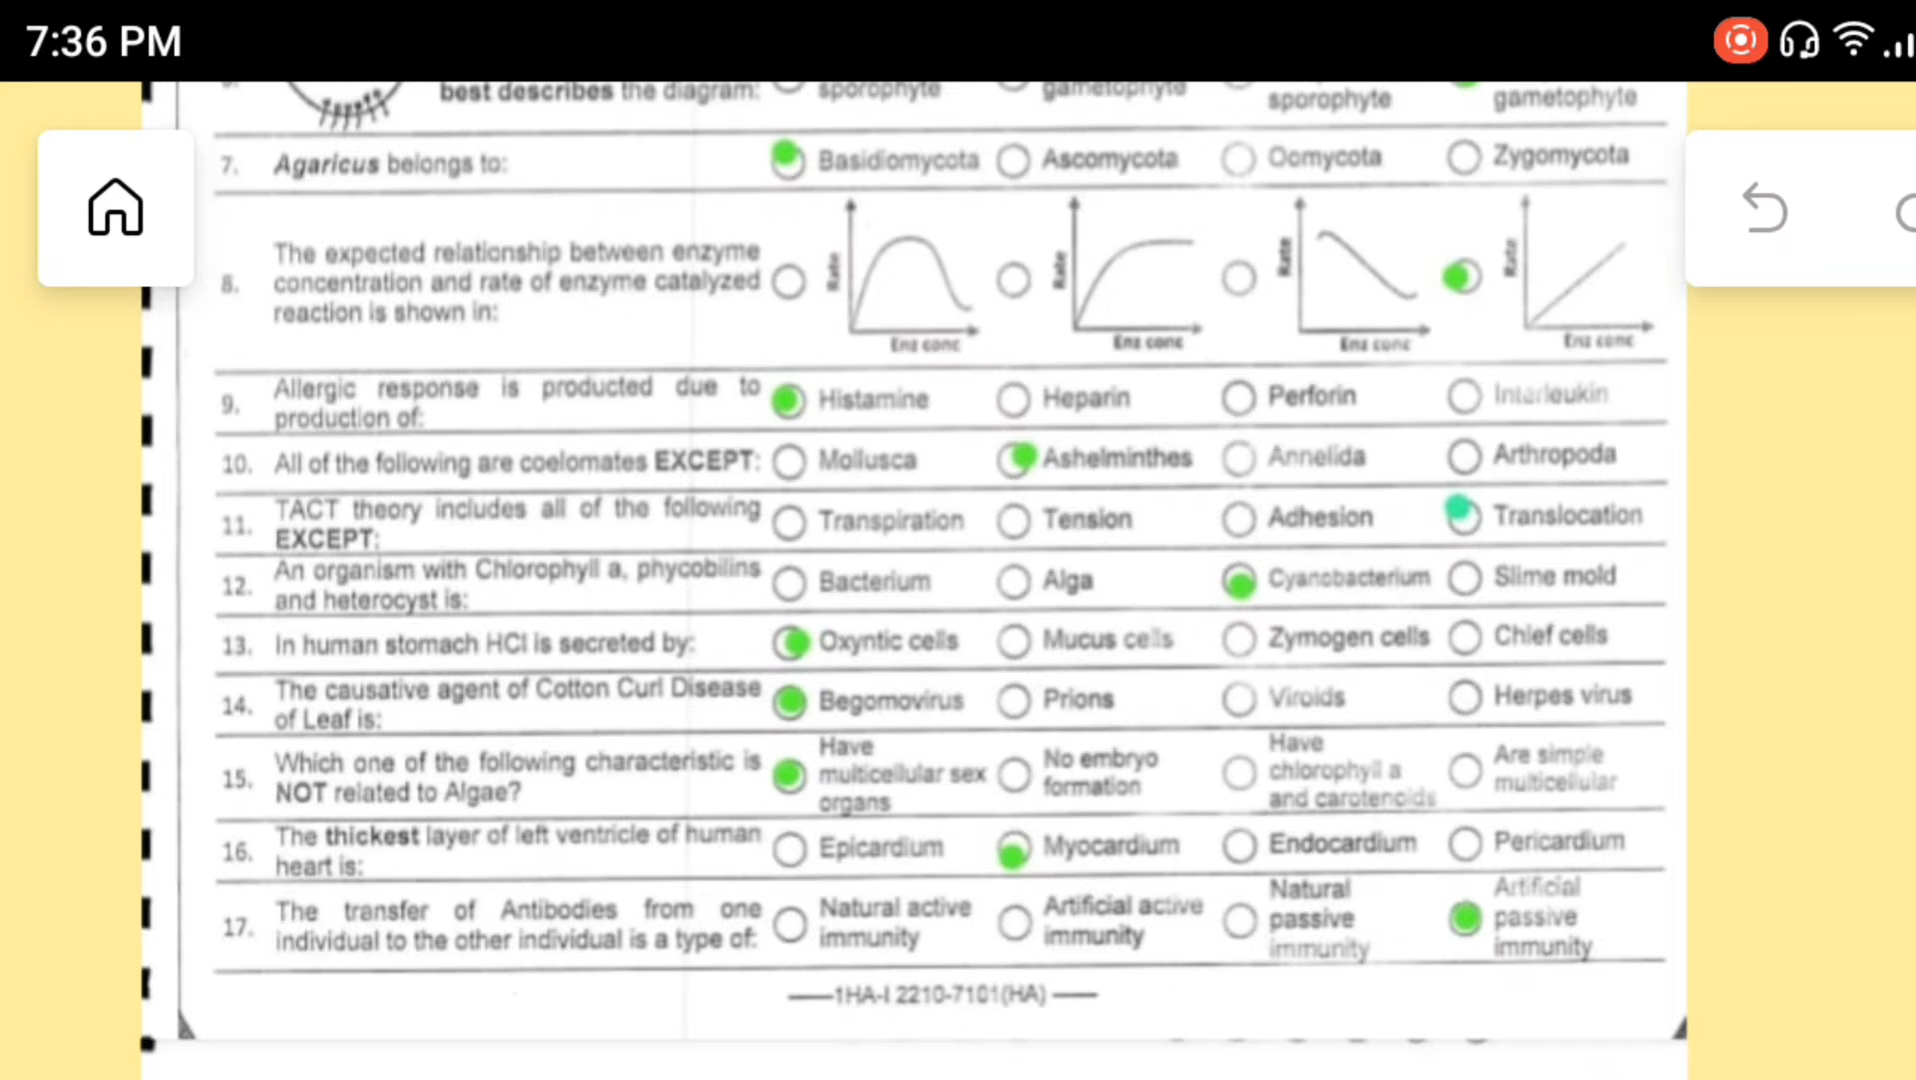 7:36 PM
best describes the diagram:
sporophyte
gametophyte
sporophyte
gametophyte
7. Agaricus belongs to:
Basidiomycota
Ascomycota
Oomycota
Zygomycota
8. The expected relationship between enzyme
concentration and rate of enzyme catalyzed
reaction is shown in:
Rate
Enz conc
Rate
Enz conc
Rate
Enz conc
Rate
Enz conc
9. Allergic response is producted due to
production of:
Histamine
Heparin
Perforin
Interleukin
10. All of the following are coelomates EXCEPT:
Mollusca
Ashelminthes
Annelida
Arthropoda
11. TACT theory includes all of the following
EXCEPT:
Transpiration
Tension
Adhesion
Translocation
12. An organism with Chlorophyll a, phycobilins
and heterocyst is:
Bacterium
Alga
Cyanobacterium
Slime mold
13. In human stomach HCl is secreted by:
Oxyntic cells
Mucus cells
Zymogen cells
Chief cells
14. The causative agent of Cotton Curl Disease
of Leaf is:
Begomovirus
Prions
Viroids
Herpes virus
15. Which one of the following characteristic is
NOT related to Algae?
Have
multicellular sex
organs
No embryo
formation
Have
chlorophyll a
and carotenoids
Are simple
multicellular
16. The thickest layer of left ventricle of human
heart is:
Epicardium
Myocardium
Endocardium
Pericardium
17. The transfer of Antibodies from one
individual to the other individual is a type of:
Natural active
immunity
Artificial active
immunity
Natural
passive
immunity
Artificial
passive
immunity
1HA-I 2210-7101(HA)